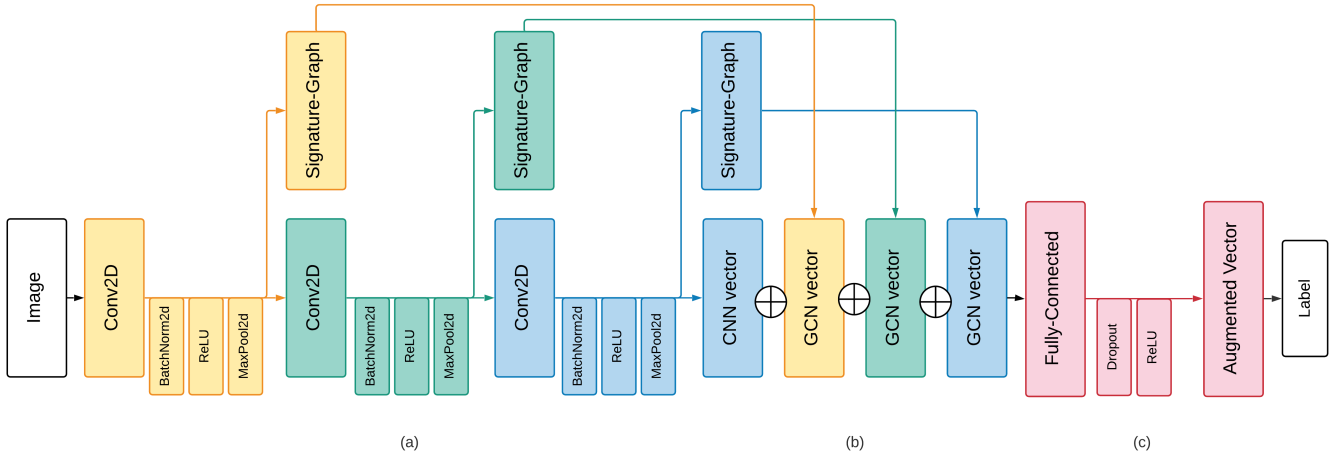 Signature-Graph
Signature-Graph
Signature-Graph
Image
Conv2D
BatchNorm2d
ReLU
MaxPool2d
Conv2D
BatchNorm2d
ReLU
MaxPool2d
Conv2D
BatchNorm2d
ReLU
MaxPool2d
CNN vector
GCN vector
GCN vector
GCN vector
Fully-Connected
Dropout
ReLU
Augmented Vector
Label
(a)
(b)
(c)